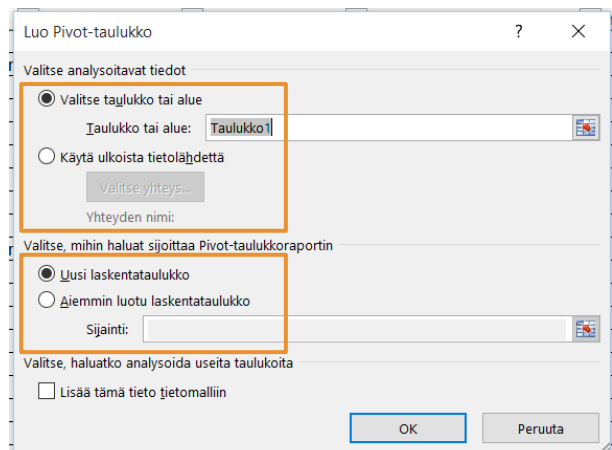 Luo Pivot-taulukko ? ×
Valitse analysoitavat tiedot
Valitse taulukko tai alue
Taulukko tai alue: Taulukko1
Käytä ulkoista tietolähdettä
Valitse yhteys...
Yhteyden nimi:
Valitse, mihin haluat sijoittaa Pivot-taulukkoraportin
Uusi laskentataulukko
Aiemmin luotu laskentataulukko
Sijainti:
Valitse, haluatko analysoida useita taulukoita
Lisää tämä tieto tietomalliin
OK Peruuta